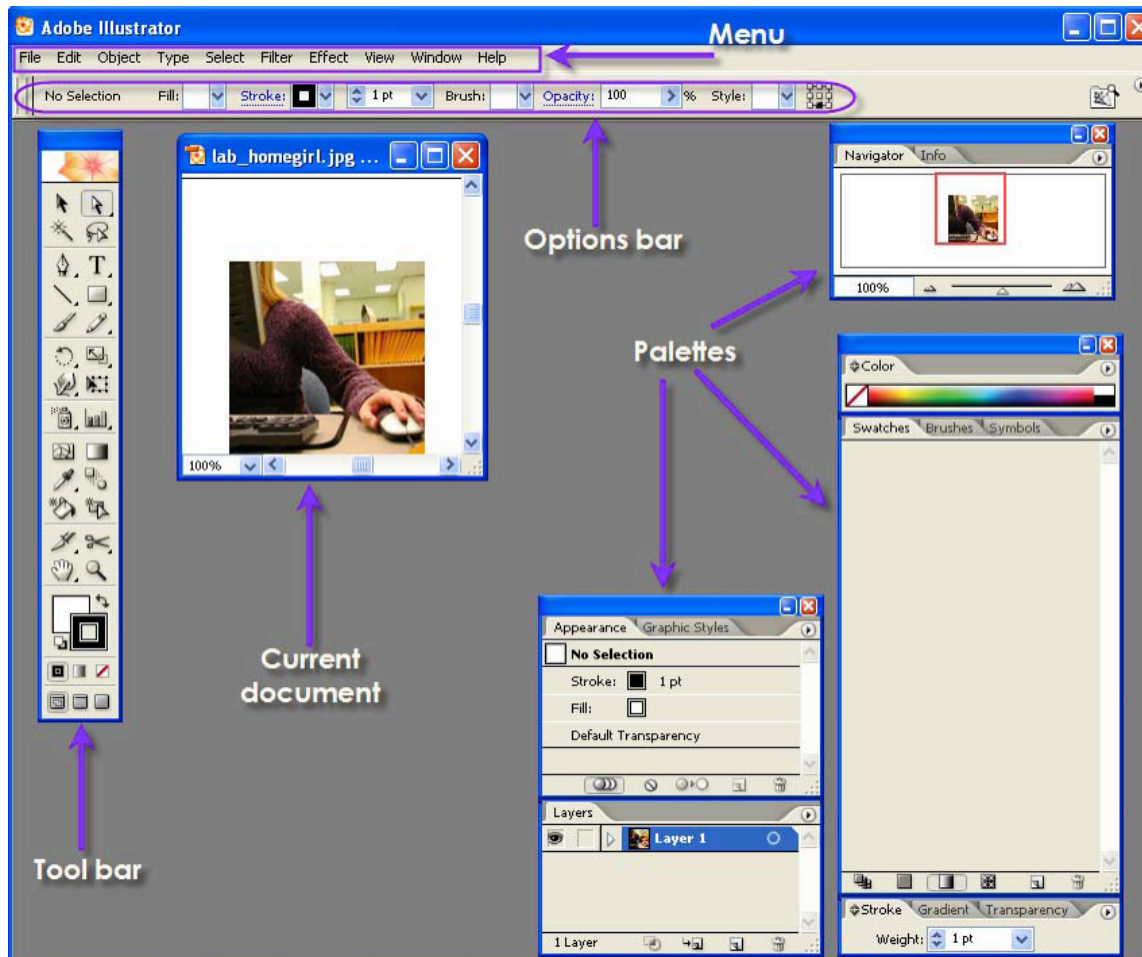 Adobe Illustrator
Menu
File Edit Object Type Select Filter Effect View Window Help
No Selection Fill: Stroke: 1 pt Brush: Opacity: 100 % Style:
lab_homegirl.jpg ...
Navigator Info
Options bar
100%
Palettes
Color
Swatches Brushes Symbols
100%
Appearance Graphic Styles
No Selection
Stroke: 1 pt
Fill:
Default Transparency
Current
document
Layers
Layer 1
Tool bar
1 Layer
Stroke Gradient Transparency
Weight: 1 pt